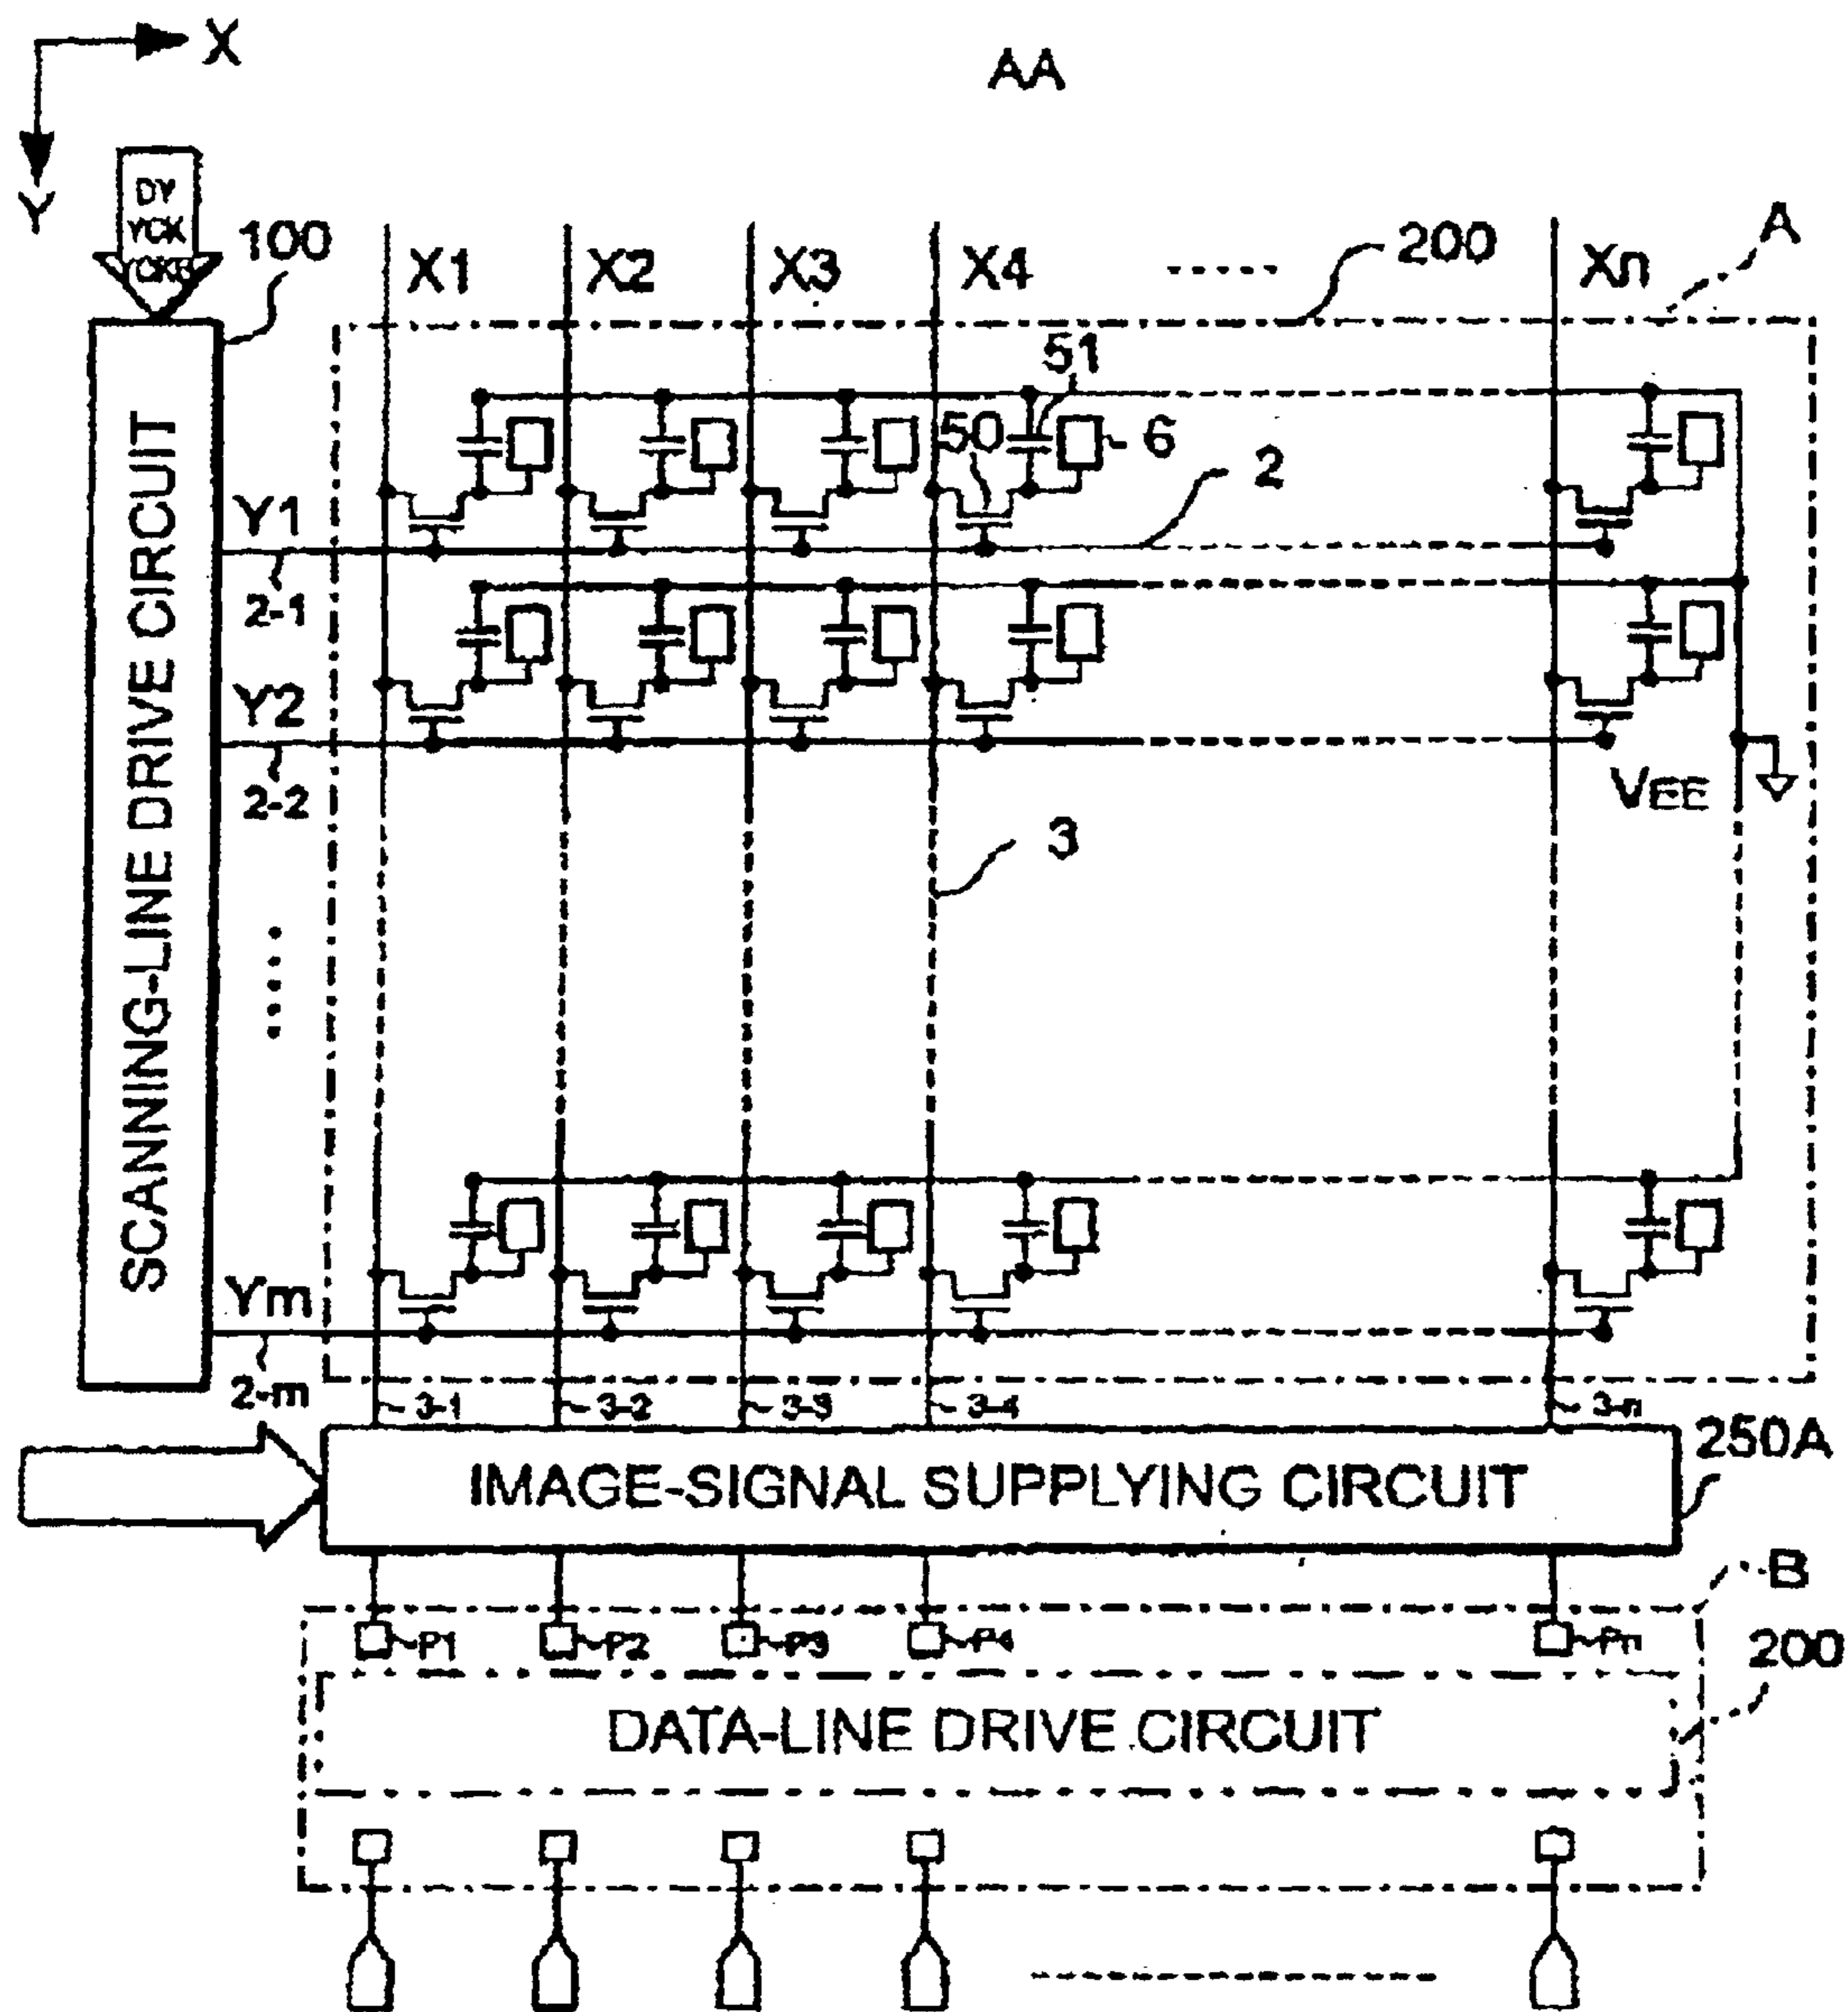 X
AA
Y
DY
YCK
100
X1
X2
X3
X4
200
Xn
A
51
50
6
2
Y1
2-1
Y2
2-2
VEE
3
SCANNING-LINE DRIVE CIRCUIT
Ym
2-m
3-1
3-2
3-3
3-4
3-n
250A
IMAGE-SIGNAL SUPPLYING CIRCUIT
B
P1
P2
P3
P4
Pn
200
DATA-LINE DRIVE CIRCUIT